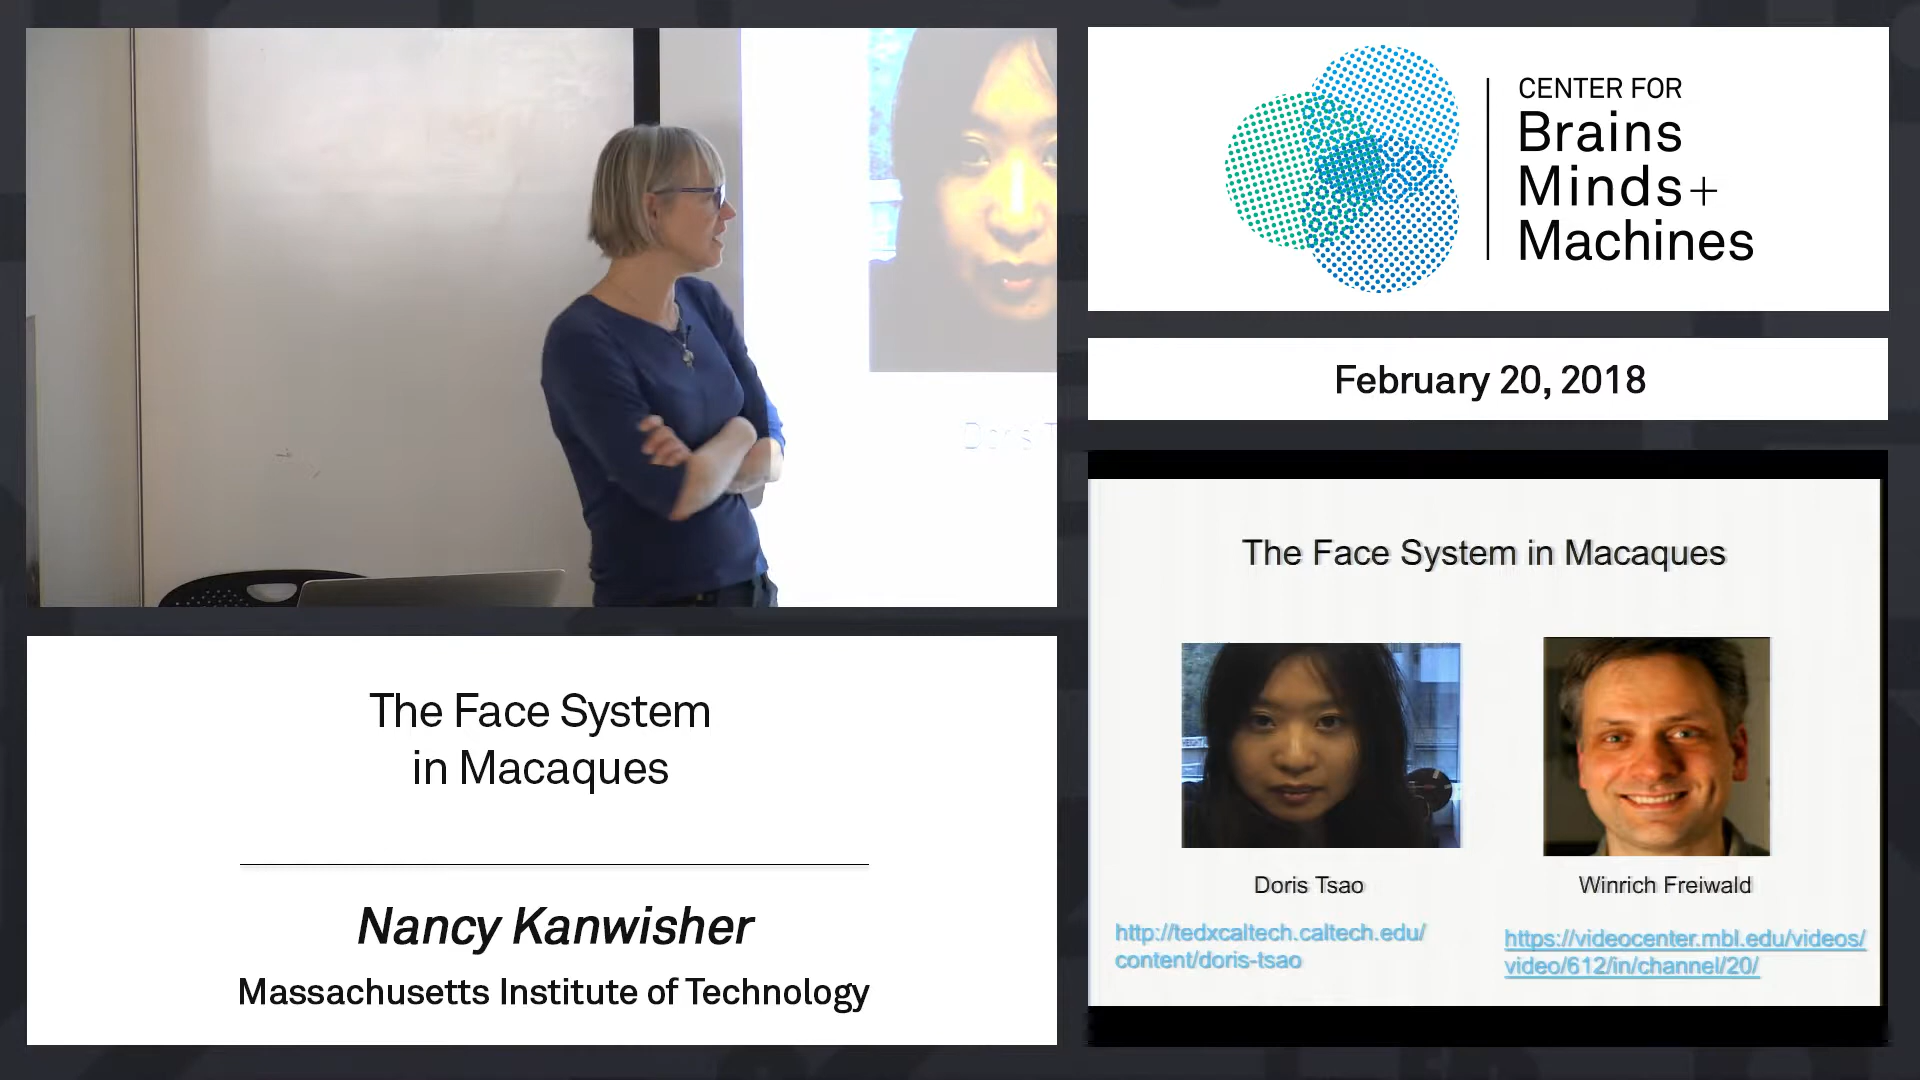 CENTER FOR
Brains
Minds+
Machines
February 20, 2018
The Face System
in Macaques
Nancy Kanwisher
Massachusetts Institute of Technology
The Face System in Macaques
Doris Tsao
Winrich Freiwald
http://tedxcaltech.caltech.edu/
content/doris-tsao
https://videocenter.mbl.edu/videos/
video/612/in/channel/20/
Doris T